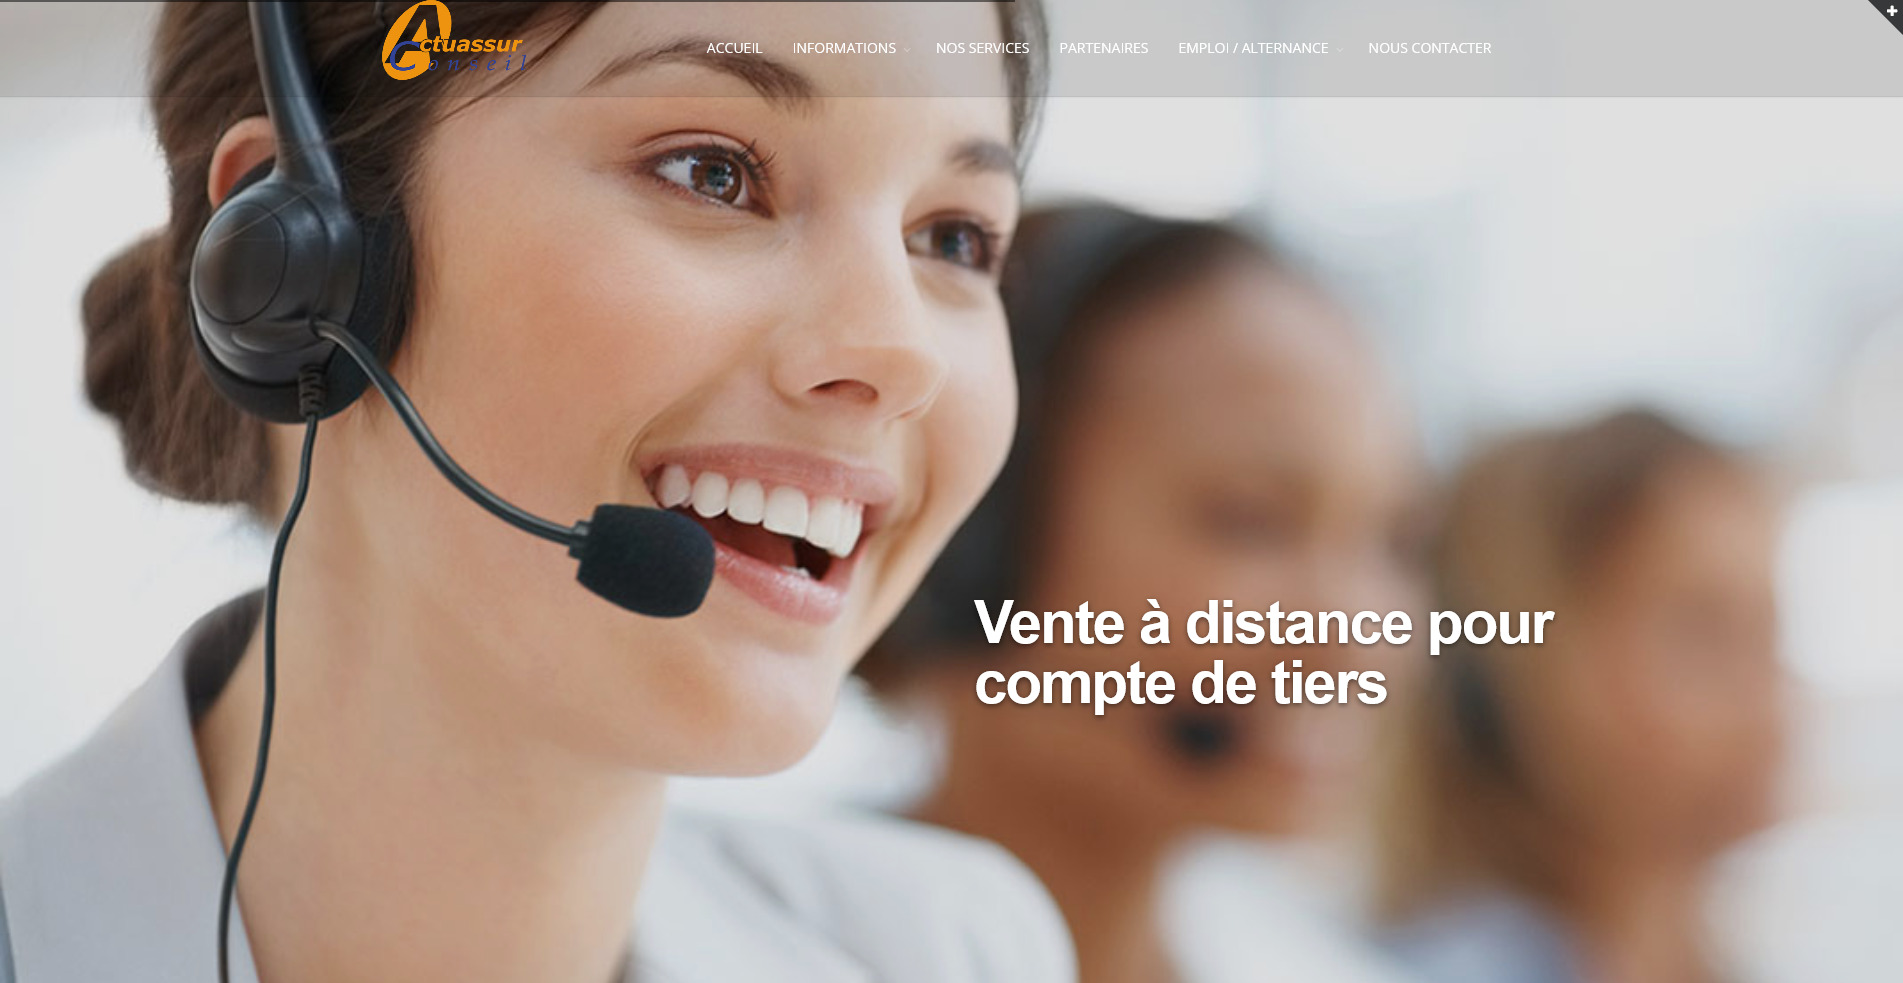 Actuassur
Conseil
ACCUEIL INFORMATIONS NOS SERVICES PARTENAIRES EMPLOI / ALTERNANCE NOUS CONTACTER
Vente à distance pour
compte de tiers